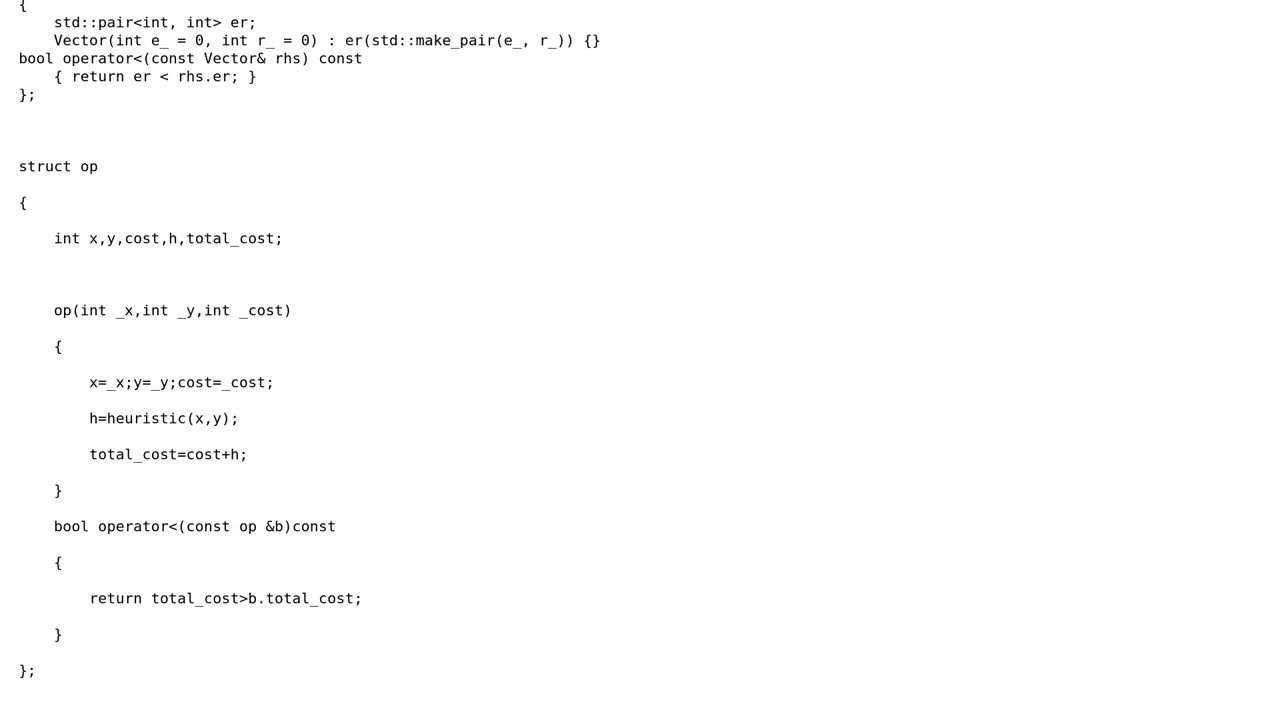 {
    std::pair<int, int> er;
    Vector(int e_ = 0, int r_ = 0) : er(std::make_pair(e_, r_)) {}
bool operator<(const Vector& rhs) const
    { return er < rhs.er; }
};
struct op
{
    int x,y,cost,h,total_cost;
    op(int _x,int _y,int _cost)
    {
        x=_x;y=_y;cost=_cost;
        h=heuristic(x,y);
        total_cost=cost+h;
    }
    bool operator<(const op &b)const
    {
        return total_cost>b.total_cost;
    }
};